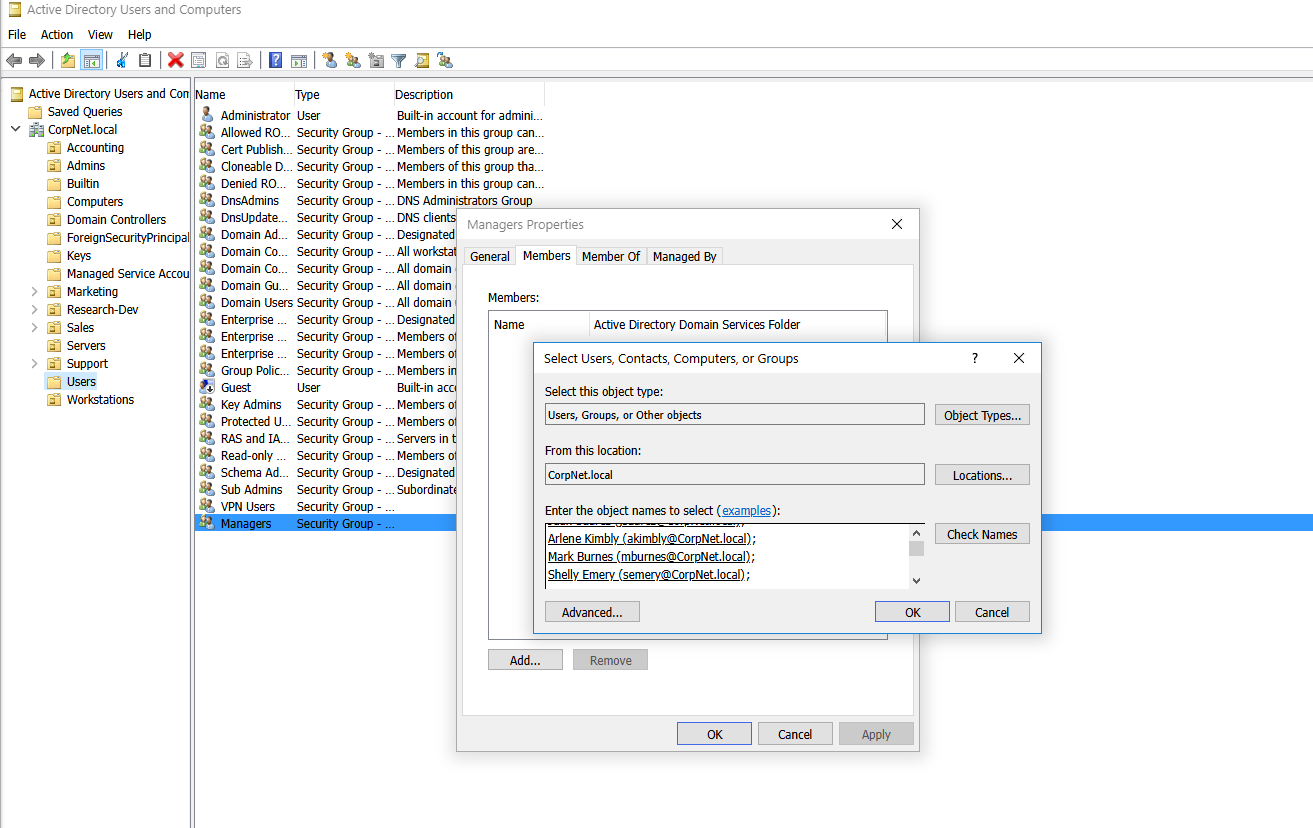 Active Directory Users and Computers
File Action View Help
Active Directory Users and Com
Saved Queries
CorpNet.local
Accounting
Admins
Builtin
Computers
Domain Controllers
ForeignSecurityPrincipal
Keys
Managed Service Accou
Marketing
Research-Dev
Sales
Servers
Support
Users
Workstations
Name Type Description
Administrator User Built-in account for admini...
Allowed RO... Security Group - ... Members in this group can...
Cert Publish... Security Group - ... Members of this group are...
Cloneable D... Security Group - ... Members of this group tha...
Denied RO... Security Group - ... Members in this group can...
DnsAdmins Security Group - ... DNS Administrators Group
DnsUpdate... Security Group - ... DNS clients
Domain Ad... Security Group - ... Designated
Domain Co... Security Group - ... All workstat
Domain Co... Security Group - ... All domain
Domain Gu... Security Group - ... All domain
Domain Users Security Group - ... All domain
Enterprise ... Security Group - ... Designated
Enterprise ... Security Group - ... Members of
Enterprise ... Security Group - ... Members of
Group Polic... Security Group - ... Members in
Guest User Built-in acc
Key Admins Security Group - ... Members of
Protected U... Security Group - ... Members of
RAS and IA... Security Group - ... Servers in t
Read-only ... Security Group - ... Members of
Schema Ad... Security Group - ... Designated
Sub Admins Security Group - ... Subordinate
VPN Users Security Group - ...
Managers Security Group - ...
Managers Properties
General Members Member Of Managed By
Members:
Name Active Directory Domain Services Folder
Select Users, Contacts, Computers, or Groups ?
Select this object type:
Users, Groups, or Other objects Object Types...
From this location:
CorpNet.local Locations...
Enter the object names to select (examples):
Arlene Kimbly (akimbly@CorpNet.local);
Mark Burnes (mburnes@CorpNet.local);
Shelly Emery (semery@CorpNet.local);
Check Names
Advanced... OK Cancel
Add... Remove
OK Cancel Apply